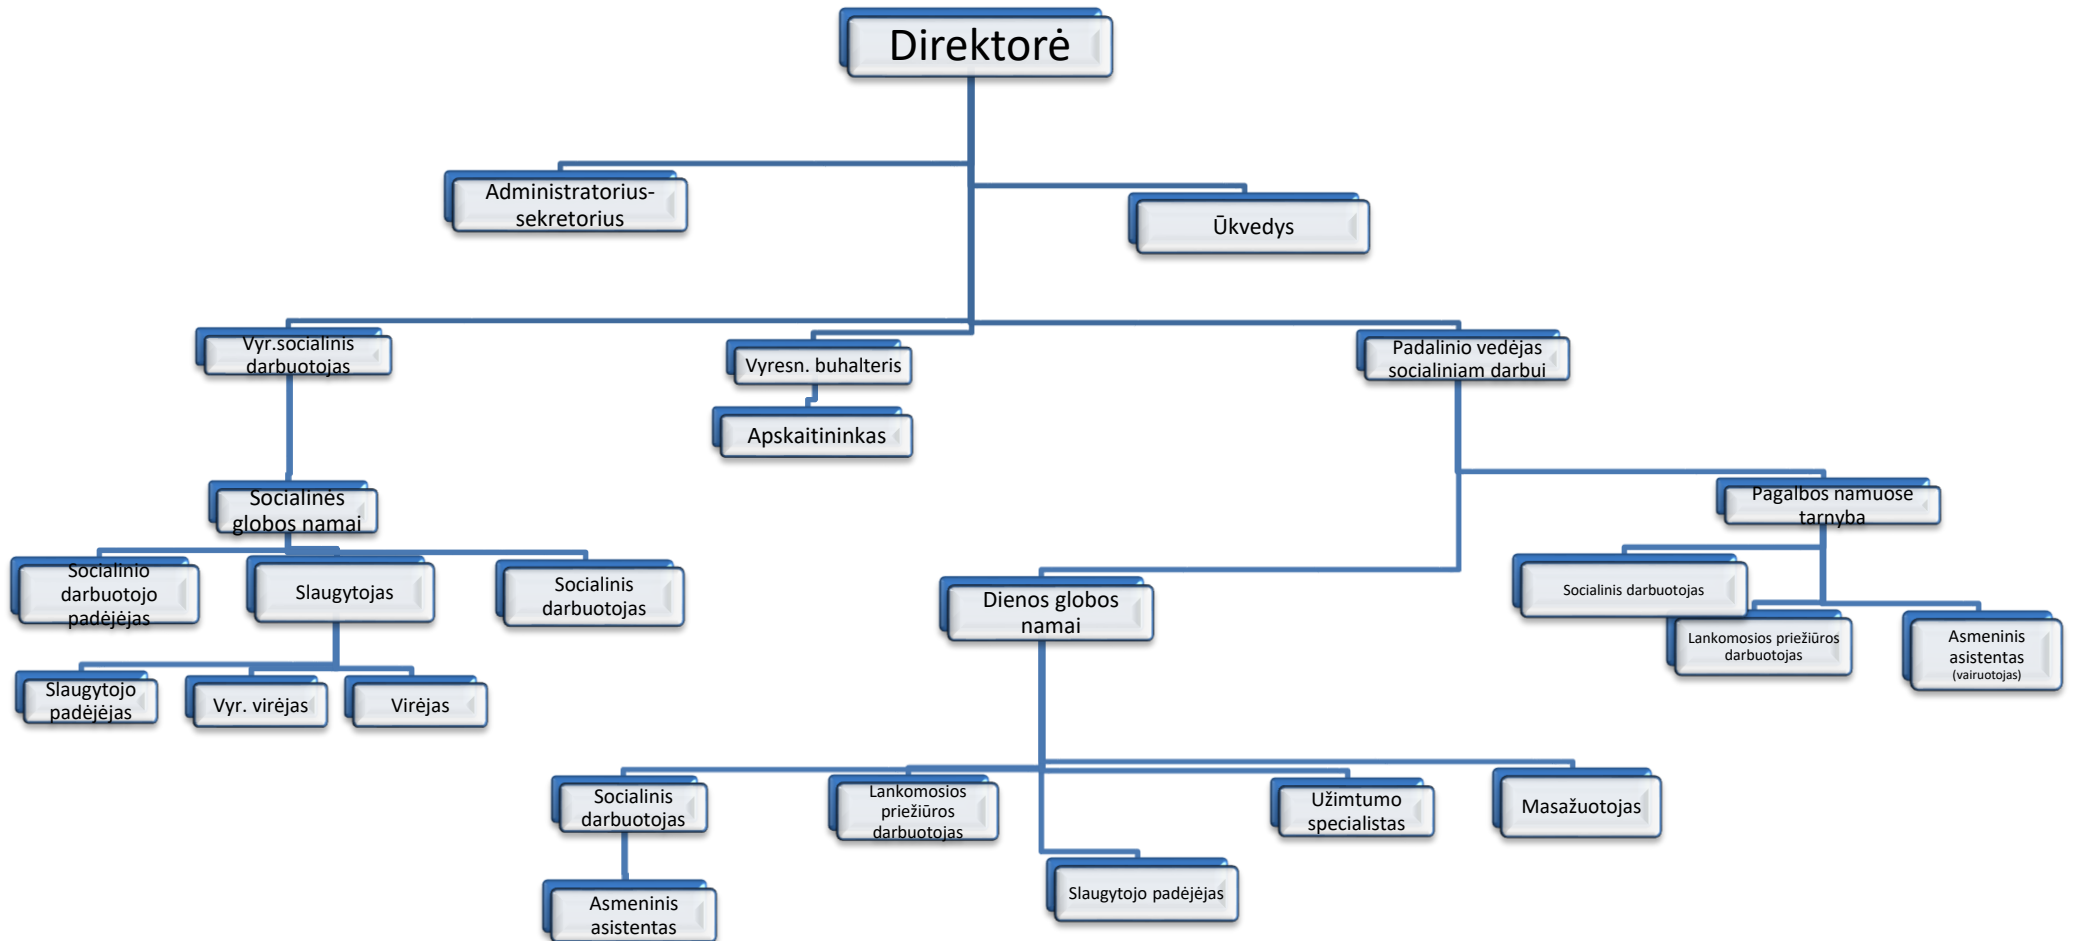 Direktorė
Administratorius-
sekretorius
Ūkvedys
Vyr.socialinis
darbuotojas
Vyresn. buhalteris
Padalinio vedėjas
socialiniam darbui
Apskaitininkas
Socialinės
globos namai
Pagalbos namuose
tarnyba
Socialinio
darbuotojo
padėjėjas
Slaugytojas
Socialinis
darbuotojas
Dienos globos
namai
Socialinis darbuotojas
Lankomosios priežiūros
darbuotojas
Asmeninis
asistentas
(vairuotojas)
Slaugytojo
padėjėjas
Vyr. virėjas
Virėjas
Socialinis
darbuotojas
Lankomosios
priežiūros
darbuotojas
Užimtumo
specialistas
Masažuotojas
Slaugytojo padėjėjas
Asmeninis
asistentas